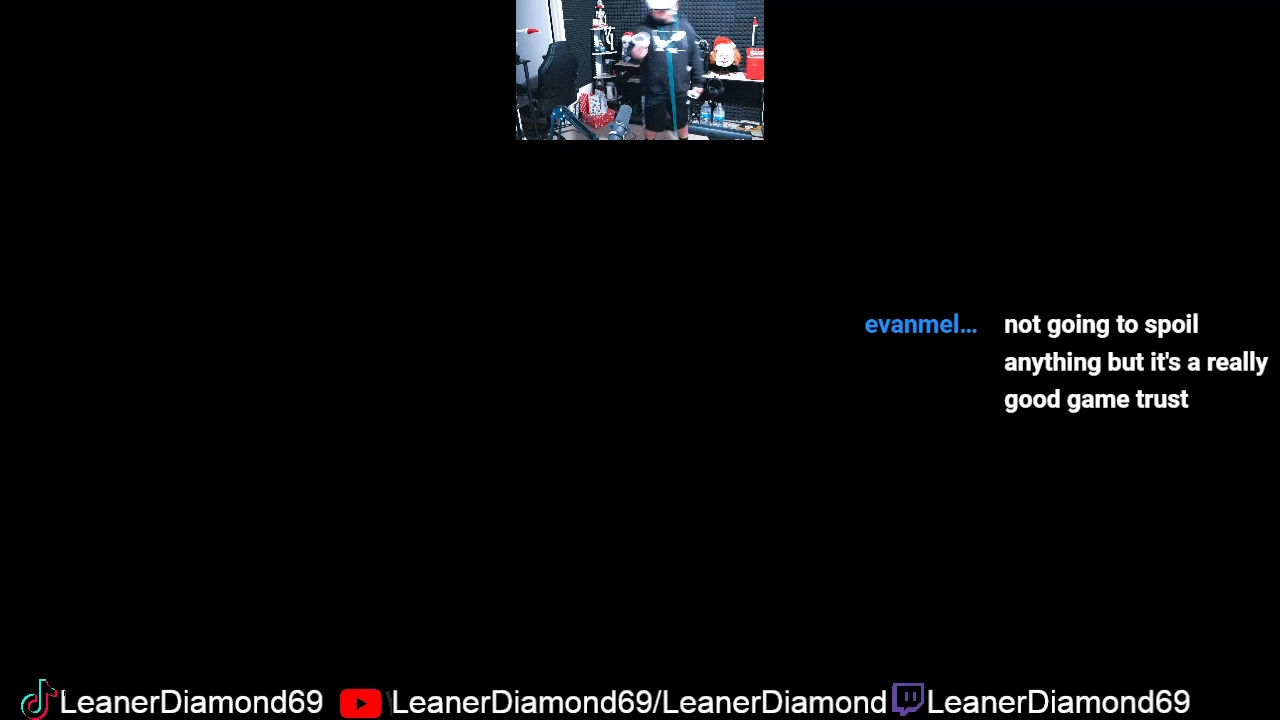 evanmel... not going to spoil
anything but it's a really
good game trust
LeanerDiamond69 LeanerDiamond69/LeanerDiamond LeanerDiamond69